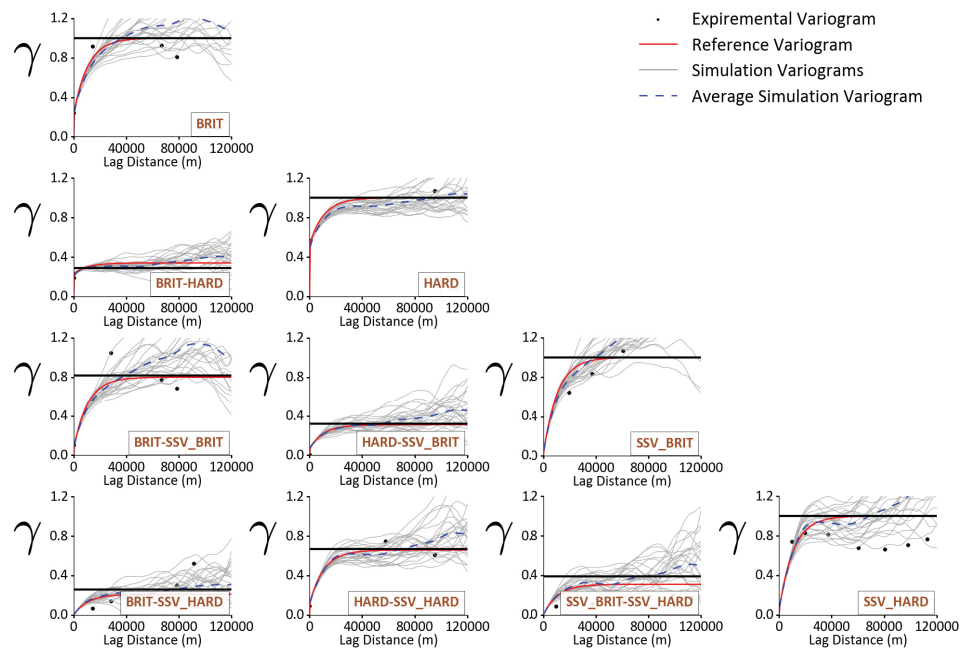 Expiremental Variogram
Reference Variogram
Simulation Variograms
Average Simulation Variogram
γ
1.2
0.8
0.4
0.0
BRIT
0 40000 80000 120000
Lag Distance (m)
γ
1.2
0.8
0.4
0.0
BRIT-HARD
0 40000 80000 120000
Lag Distance (m)
γ
1.2
0.8
0.4
0.0
HARD
0 40000 80000 120000
Lag Distance (m)
γ
1.2
0.8
0.4
0.0
BRIT-SSV_BRIT
0 40000 80000 120000
Lag Distance (m)
γ
1.2
0.8
0.4
0.0
HARD-SSV_BRIT
0 40000 80000 120000
Lag Distance (m)
γ
1.2
0.8
0.4
0.0
SSV_BRIT
0 40000 80000 120000
Lag Distance (m)
γ
1.2
0.8
0.4
0.0
BRIT-SSV_HARD
0 40000 80000 120000
Lag Distance (m)
γ
1.2
0.8
0.4
0.0
HARD-SSV_HARD
0 40000 80000 120000
Lag Distance (m)
γ
1.2
0.8
0.4
0.0
SSV_BRIT-SSV_HARD
0 40000 80000 120000
Lag Distance (m)
γ
1.2
0.8
0.4
0.0
SSV_HARD
0 40000 80000 120000
Lag Distance (m)